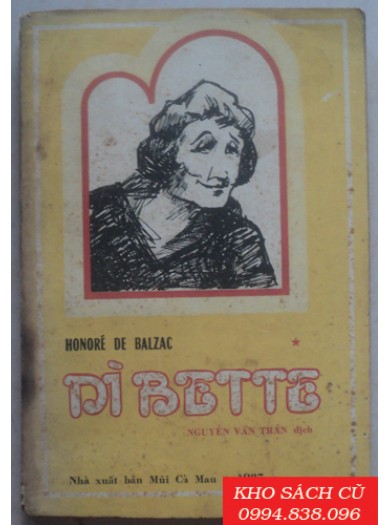 HONORÉ DE BALZAC
DÌ BETTE
NGUYỄN VĂN TRẤN dịch
Nhà xuất bản Mũi Cà Mau
KHO SÁCH CŨ
0994.838.096